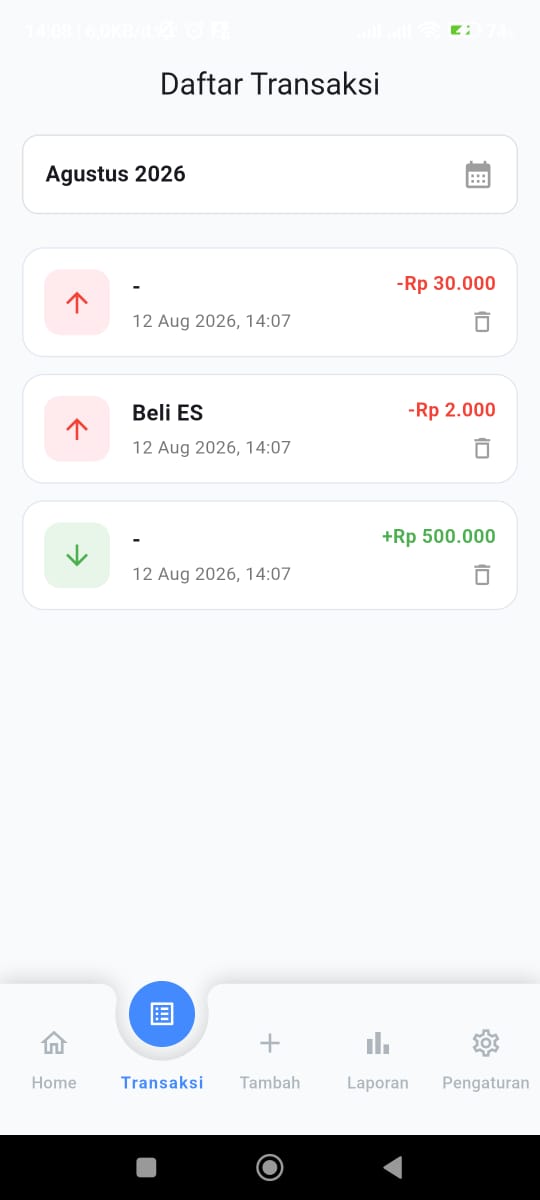 Daftar Transaksi
Agustus 2026
-
-Rp 30.000
12 Aug 2026, 14:07
Beli ES
-Rp 2.000
12 Aug 2026, 14:07
-
+Rp 500.000
12 Aug 2026, 14:07
Home
Transaksi
Tambah
Laporan
Pengaturan